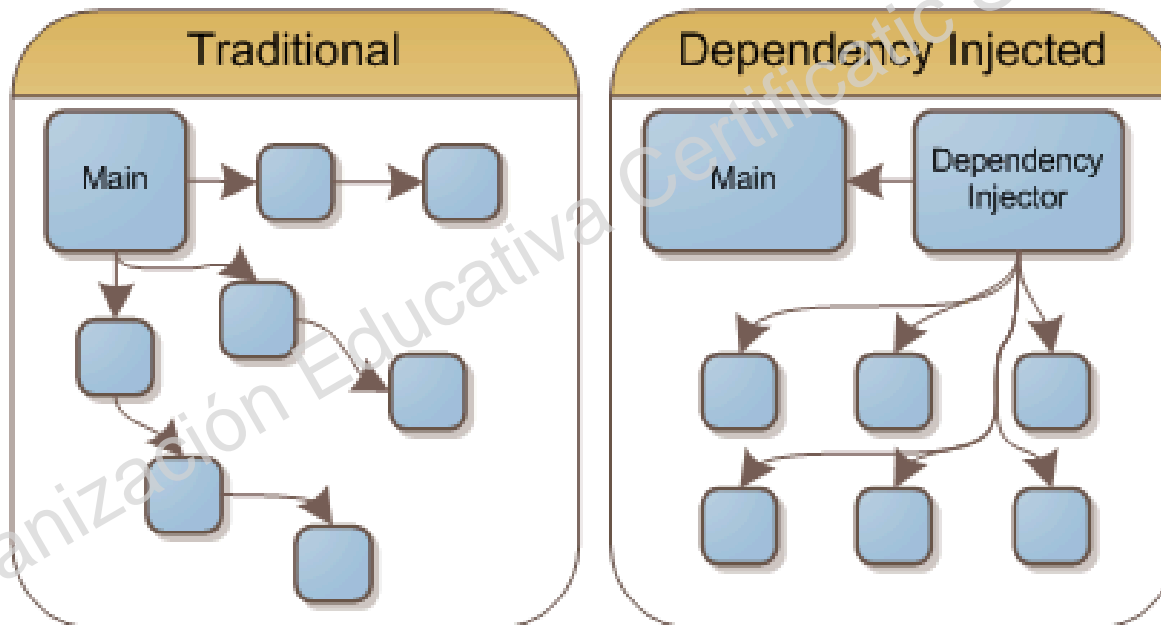 Traditional
Main
Dependency Injected
Main
Dependency
Injector
anización Educativa Certificatic